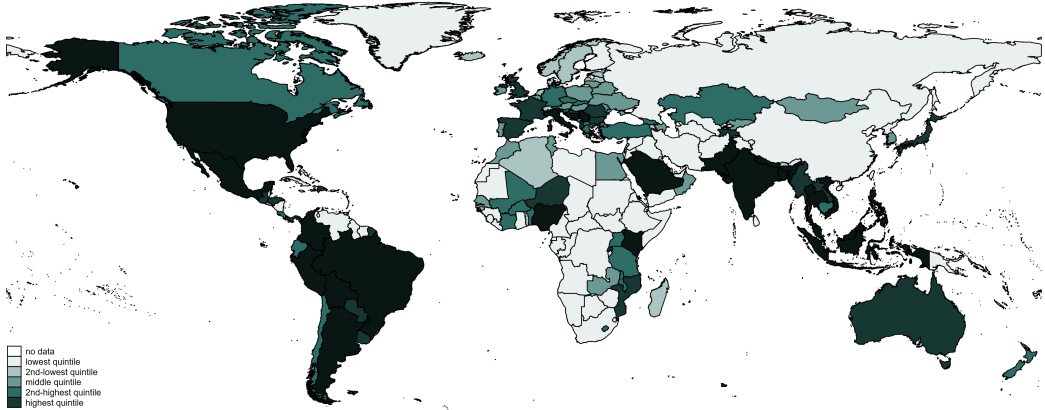 no data
lowest quintile
2nd-lowest quintile
middle quintile
2nd-highest quintile
highest quintile